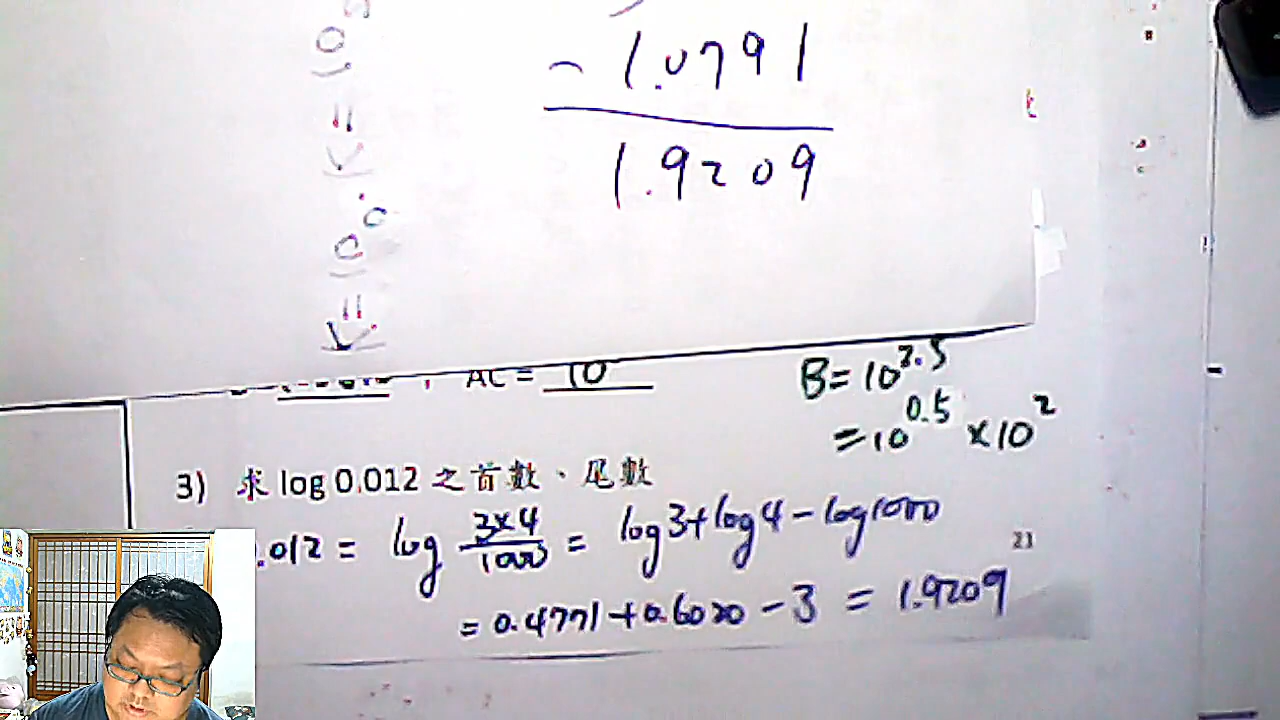 - 1.0791
1.9209
AC = 10
B = 10^2.5
= 10^0.5 × 10^2
3) 求 log 0.012 之首數、尾數
.012 = log 3×4/1000 = log3+log4-log1000
21
= 0.4771+0.6020-3 = 1.9209